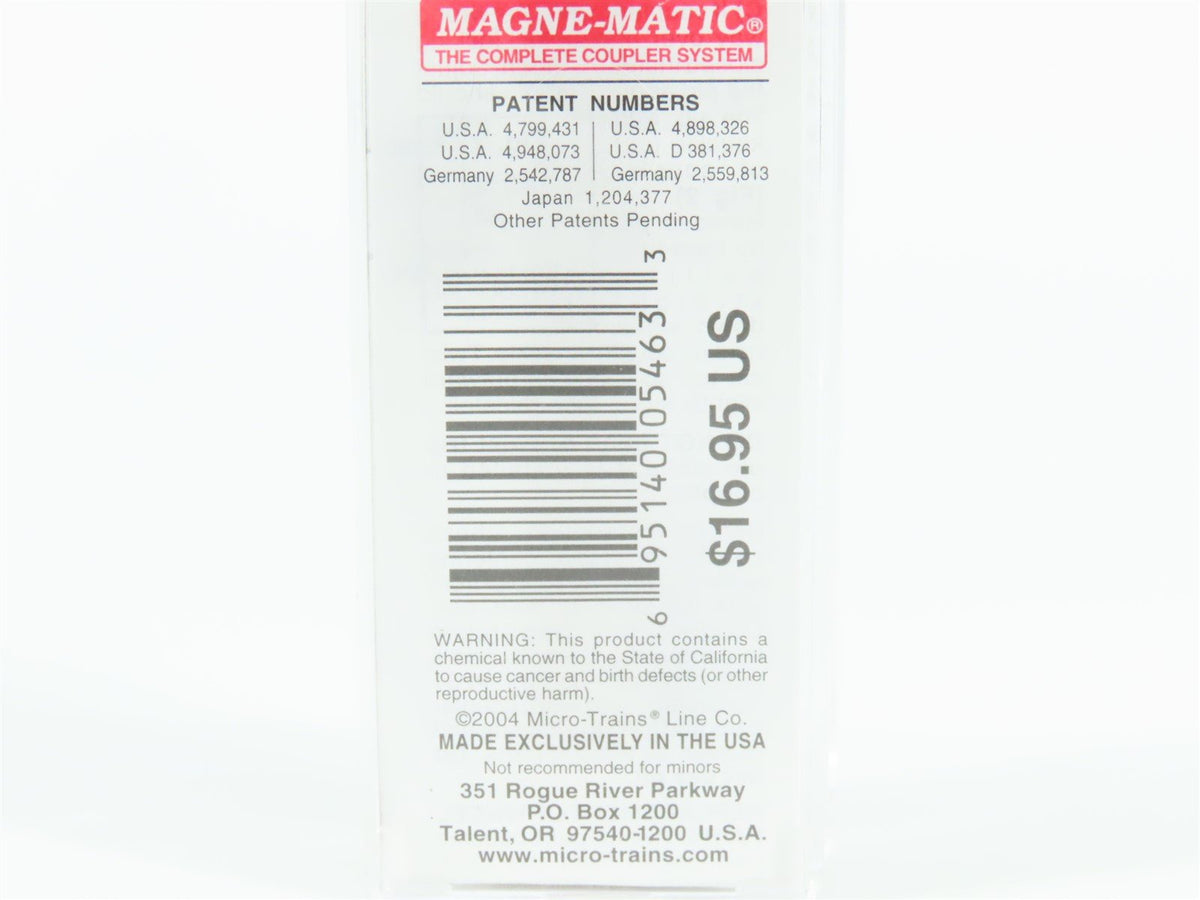 MAGNE-MATIC®
THE COMPLETE COUPLER SYSTEM
PATENT NUMBERS
U.S.A. 4,799,431 | U.S.A. 4,898,326
U.S.A. 4,948,073 | U.S.A. D 381,376
Germany 2,542,787 | Germany 2,559,813
Japan 1,204,377
Other Patents Pending
6 95140 05463 3
$16.95 US
WARNING: This product contains a
chemical known to the State of California
to cause cancer and birth defects (or other
reproductive harm).
©2004 Micro-Trains® Line Co.
MADE EXCLUSIVELY IN THE USA
Not recommended for minors
351 Rogue River Parkway
P.O. Box 1200
Talent, OR 97540-1200 U.S.A.
www.micro-trains.com